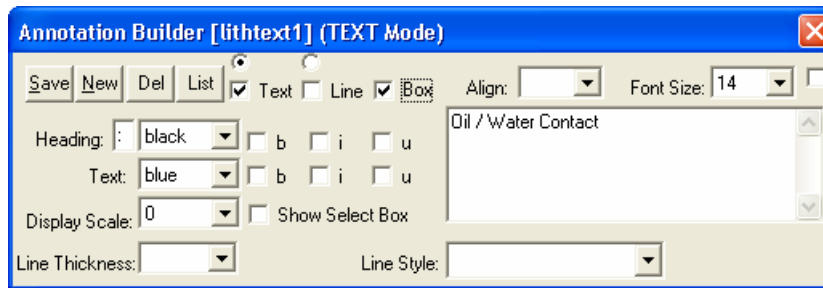 Annotation Builder [lithtext1] (TEXT Mode)
Save New Del List Text Line Box Align: Font Size: 14
Oil / Water Contact
Heading: : black b i u
Text: blue b i u
Display Scale: 0 Show Select Box
Line Thickness: Line Style: